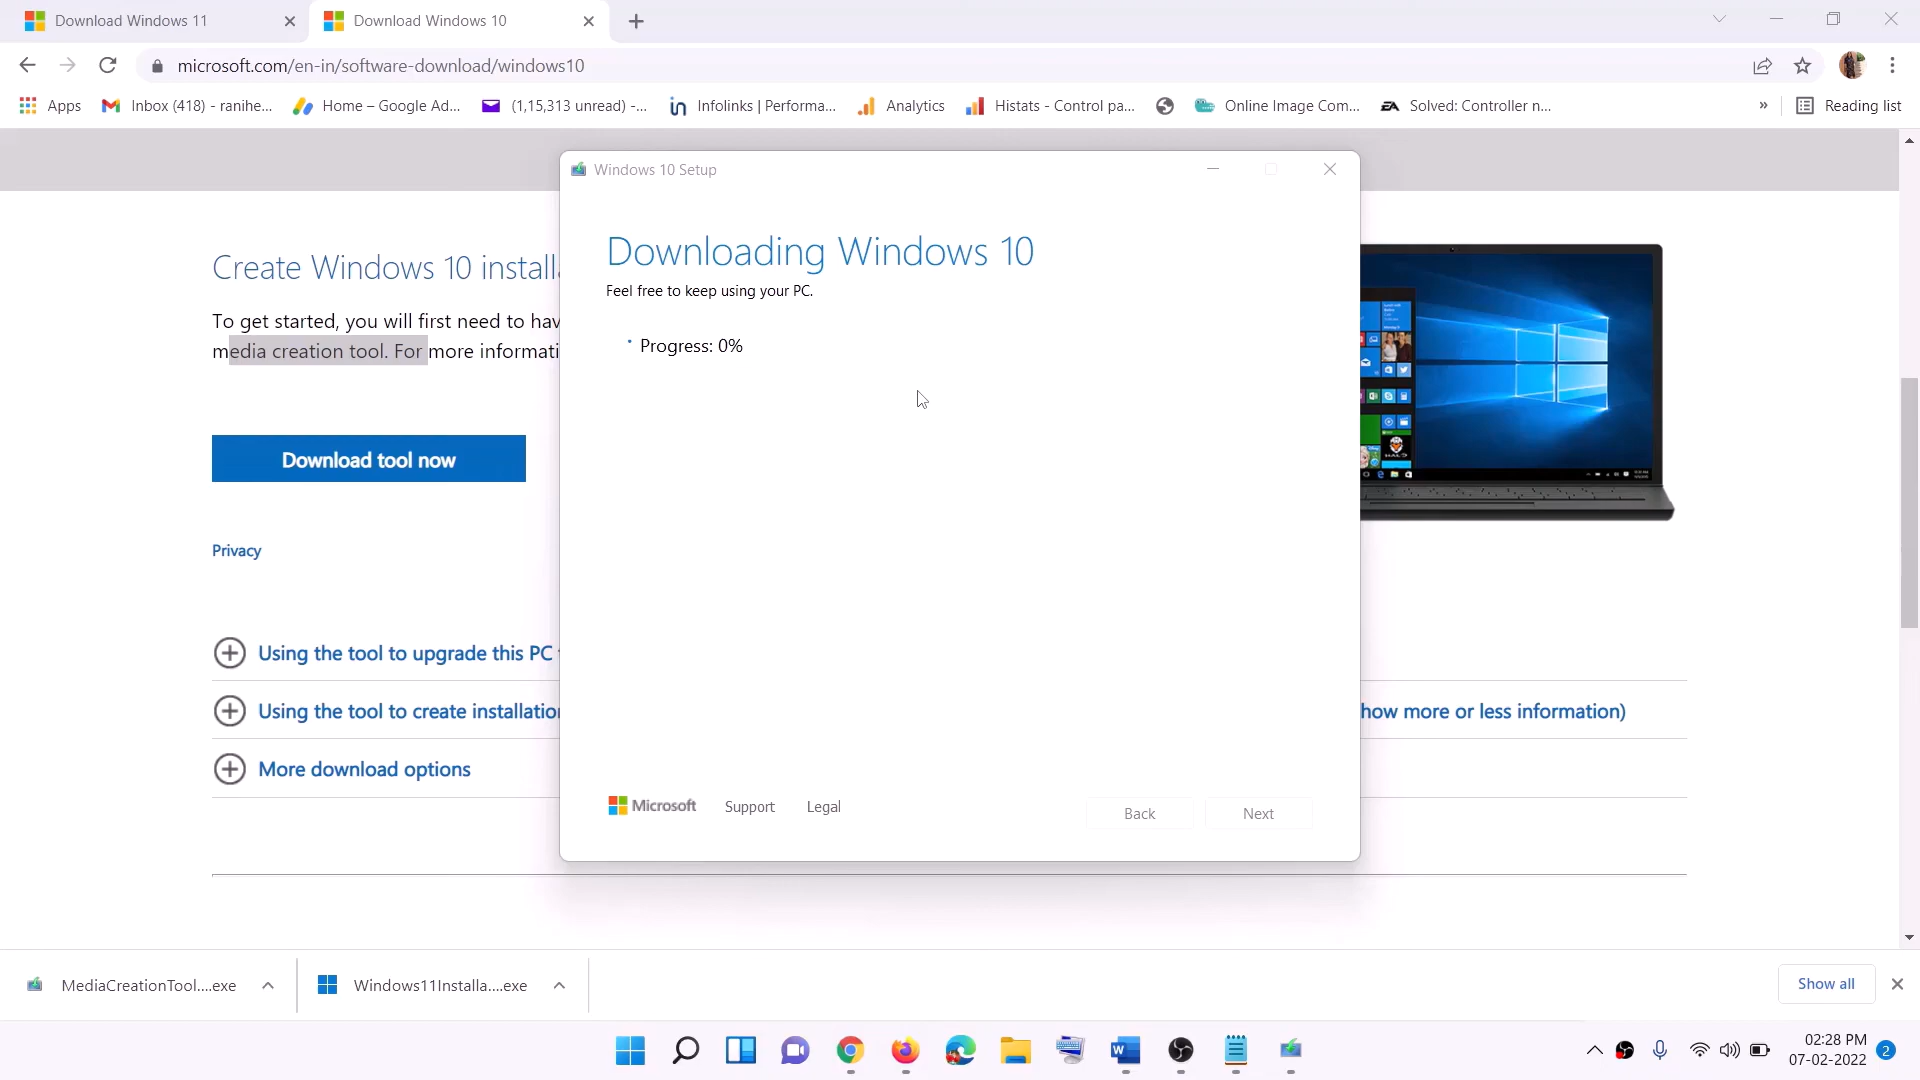 Download Windows 11
Download Windows 10
microsoft.com/en-in/software-download/windows10
Apps
Inbox (418) - ranihe...
Home – Google Ad...
(1,15,313 unread) -...
Infolinks | Performa...
Analytics
Histats - Control pa...
Online Image Com...
Solved: Controller n...
»
Reading list
Windows 10 Setup
Downloading Windows 10
Feel free to keep using your PC.
Progress: 0%
Microsoft
Support
Legal
Back
Next
Create Windows 10 installa
To get started, you will first need to hav
media creation tool. For more informati
Download tool now
Privacy
Using the tool to upgrade this PC
Using the tool to create installation
how more or less information)
More download options
MediaCreationTool....exe
Windows11Installa....exe
Show all
02:28 PM
07-02-2022
2